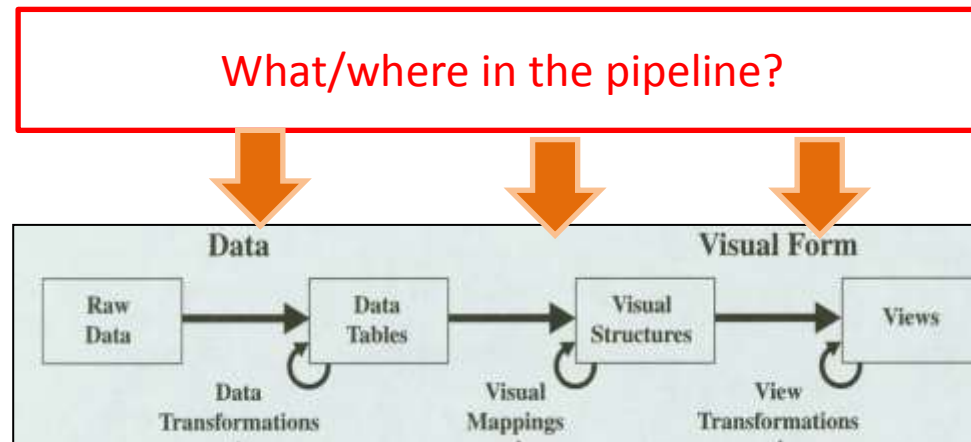 What/where in the pipeline?
Data
Visual Form
Raw
Data
Data
Tables
Visual
Structures
Views
Data
Transformations
Visual
Mappings
View
Transformations